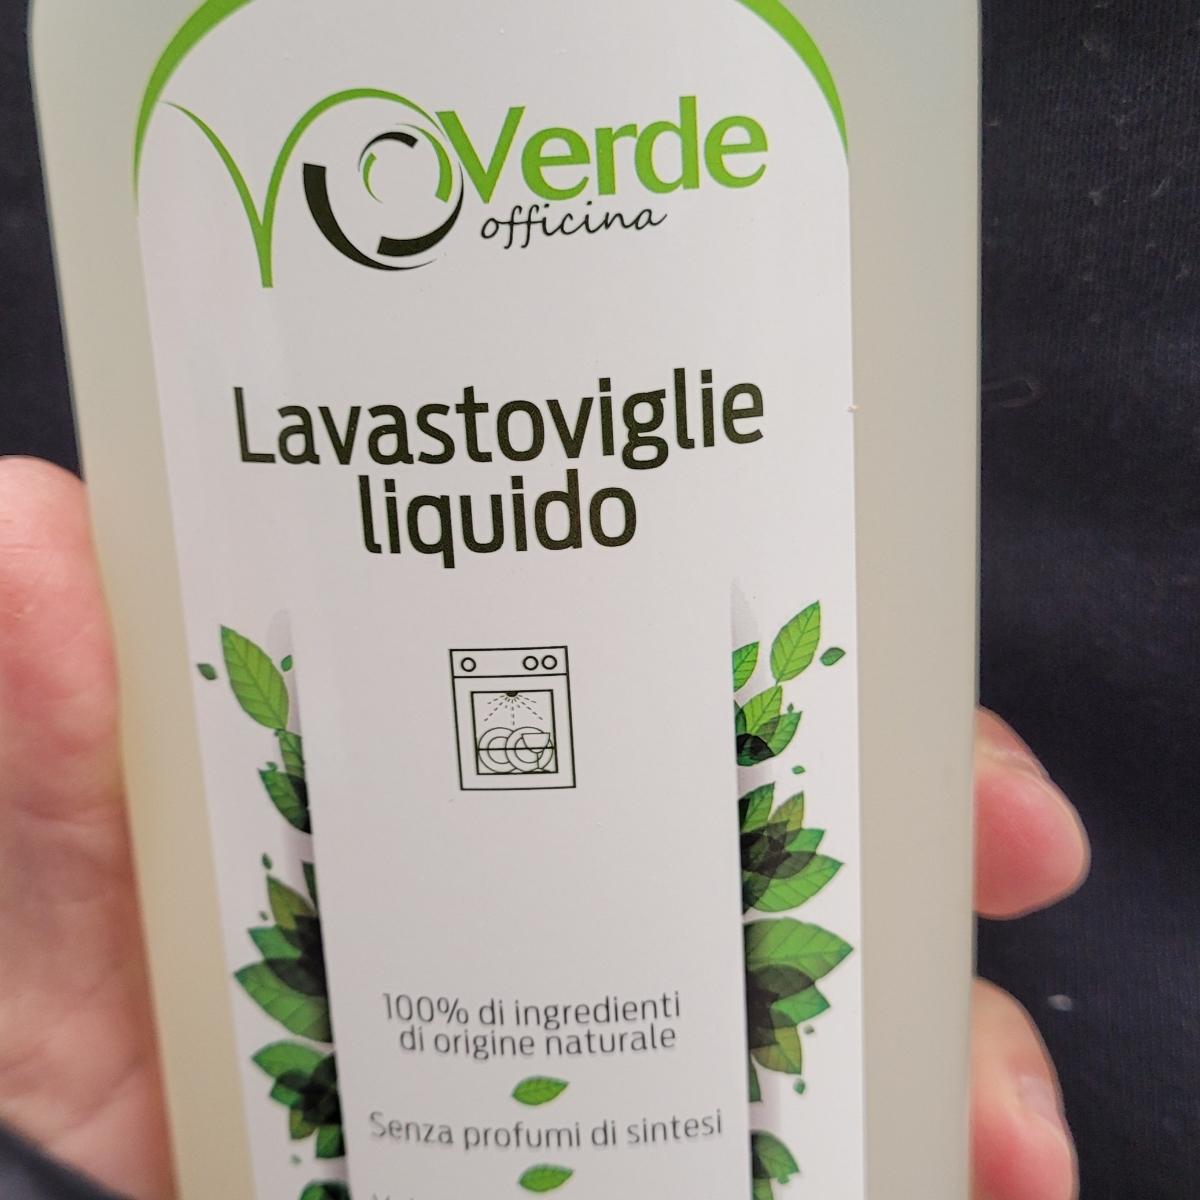 Verde
officina
Lavastoviglie
liquido
100% di ingredienti
di origine naturale
Senza profumi di sintesi